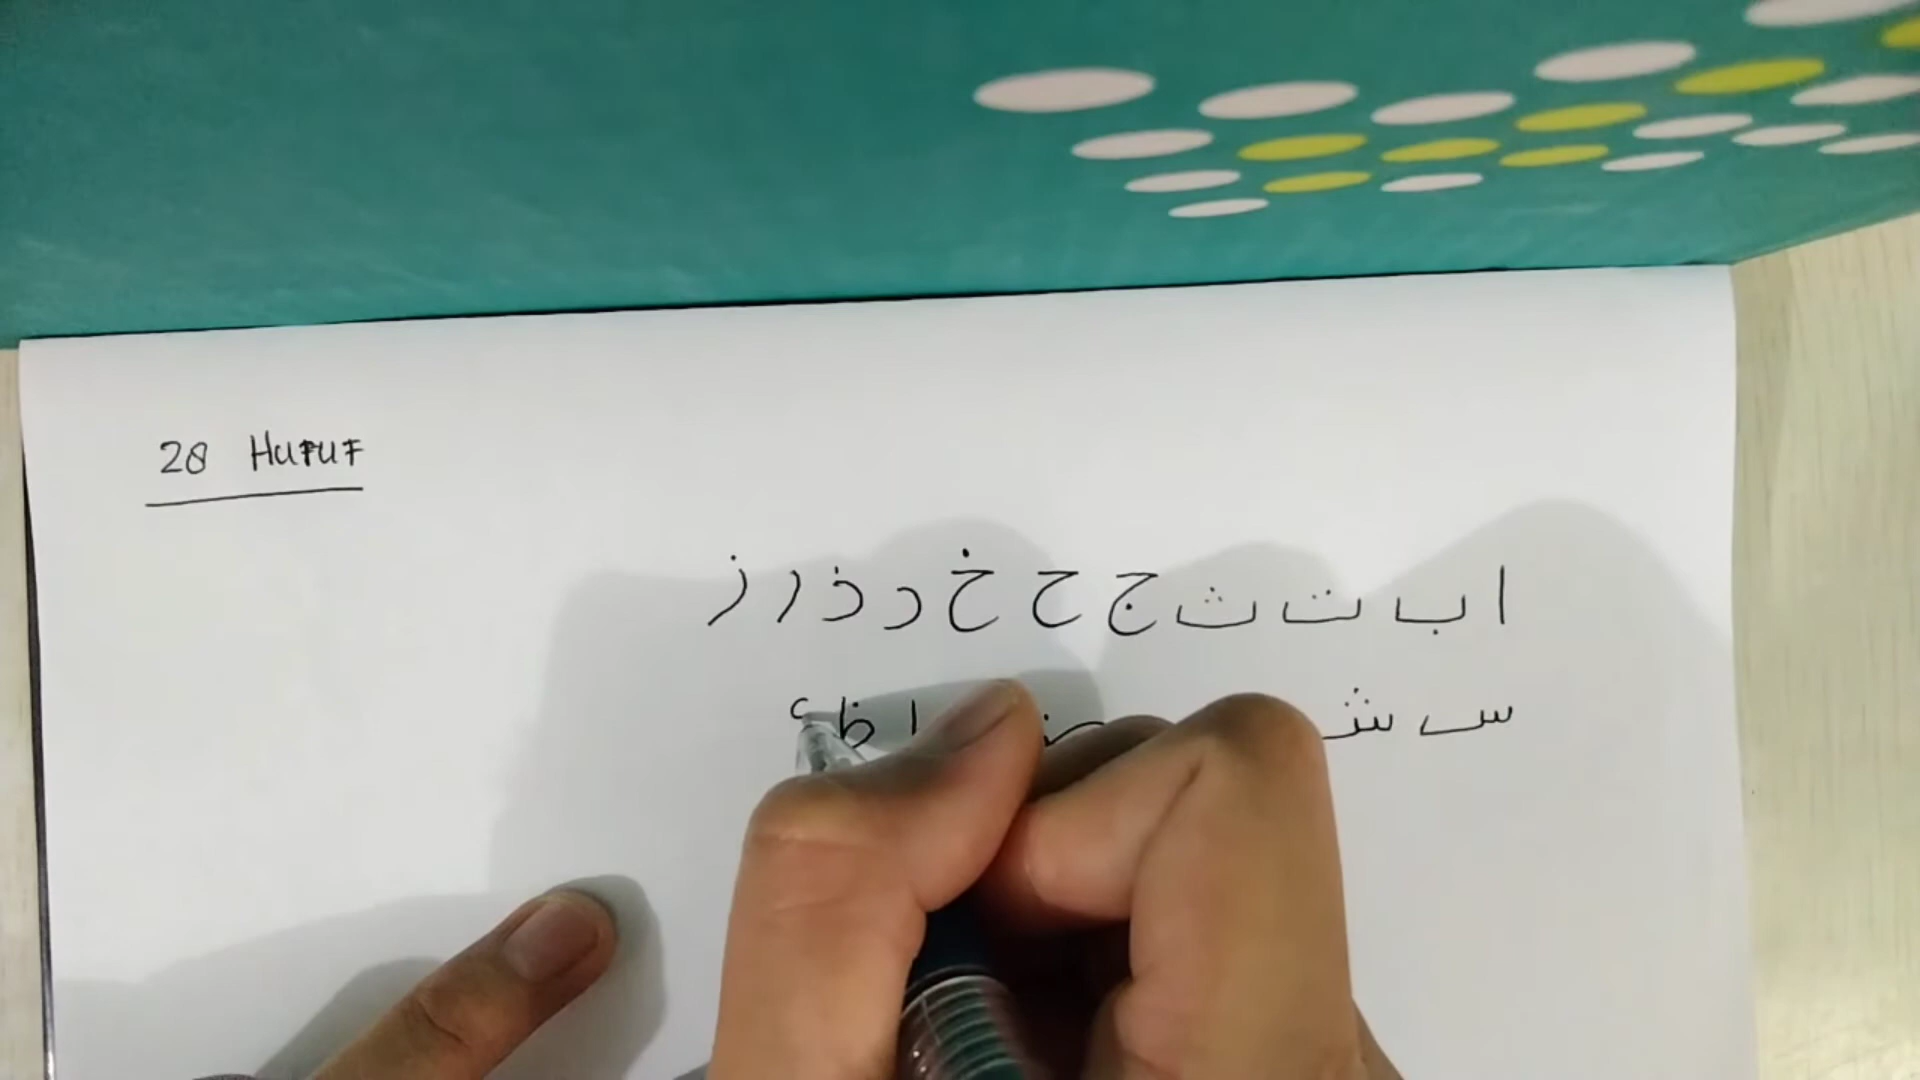 28 Huruf
ا ب ت ث ج ح خ د ذ ر ز
س ش ظ